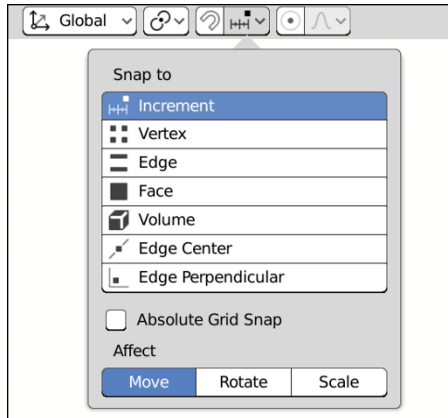 Global
Snap to
Increment
Vertex
Edge
Face
Volume
Edge Center
Edge Perpendicular
Absolute Grid Snap
Affect
Move Rotate Scale